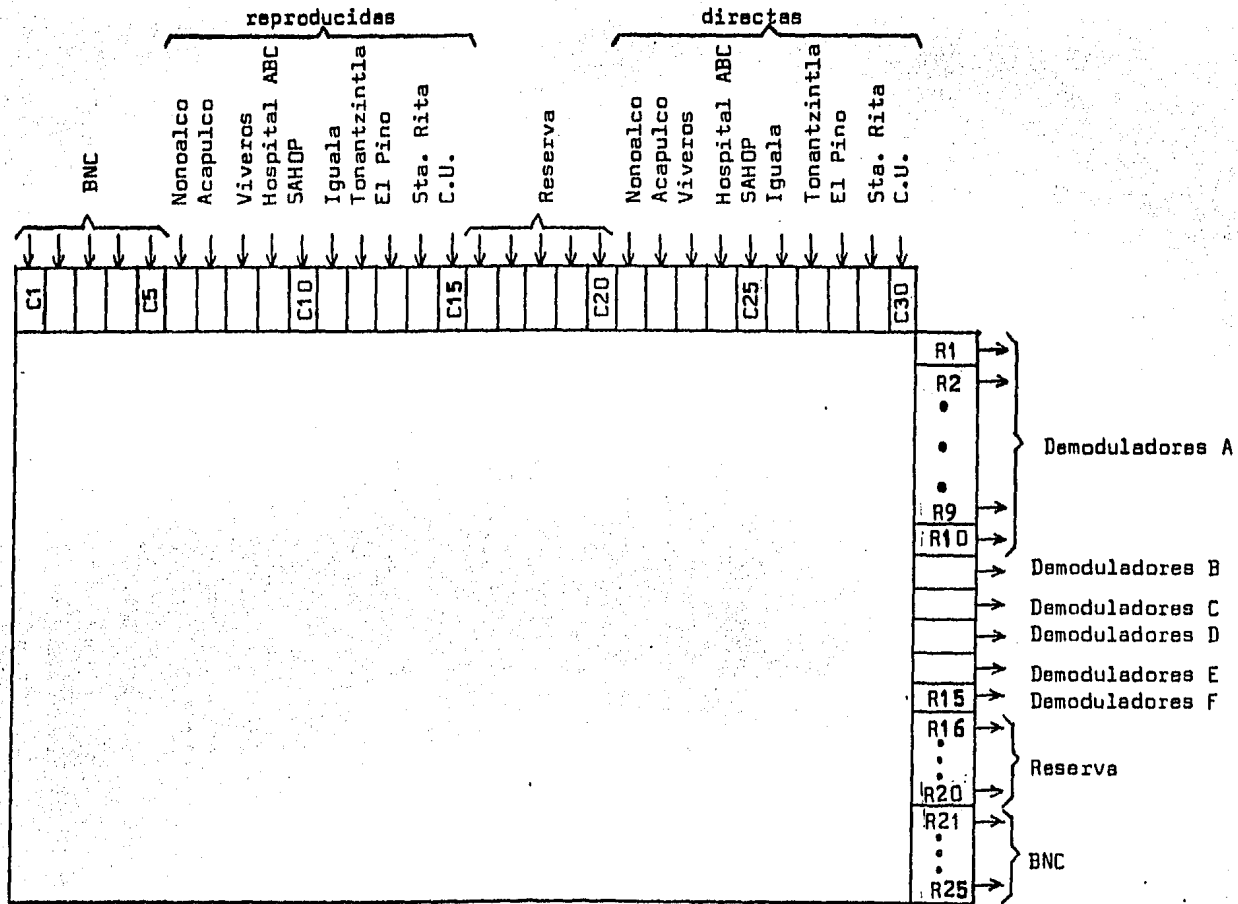 reproducidas
directas
BNC
Nonoalco
Acapulco
Viveros
Hospital ABC
SAHOP
Iguala
Tonantzintla
El Pino
Sta. Rita
C.U.
Reserva
Nonoalco
Acapulco
Viveros
Hospital ABC
SAHOP
Iguala
Tonantzintla
El Pino
Sta. Rita
C.U.
C1
C5
C10
C15
C20
C25
C30
R1
R2
R9
R10
Demoduladores A
Demoduladores B
Demoduladores C
Demoduladores D
Demoduladores E
R15
Demoduladores F
R16
R20
Reserva
R21
R25
BNC